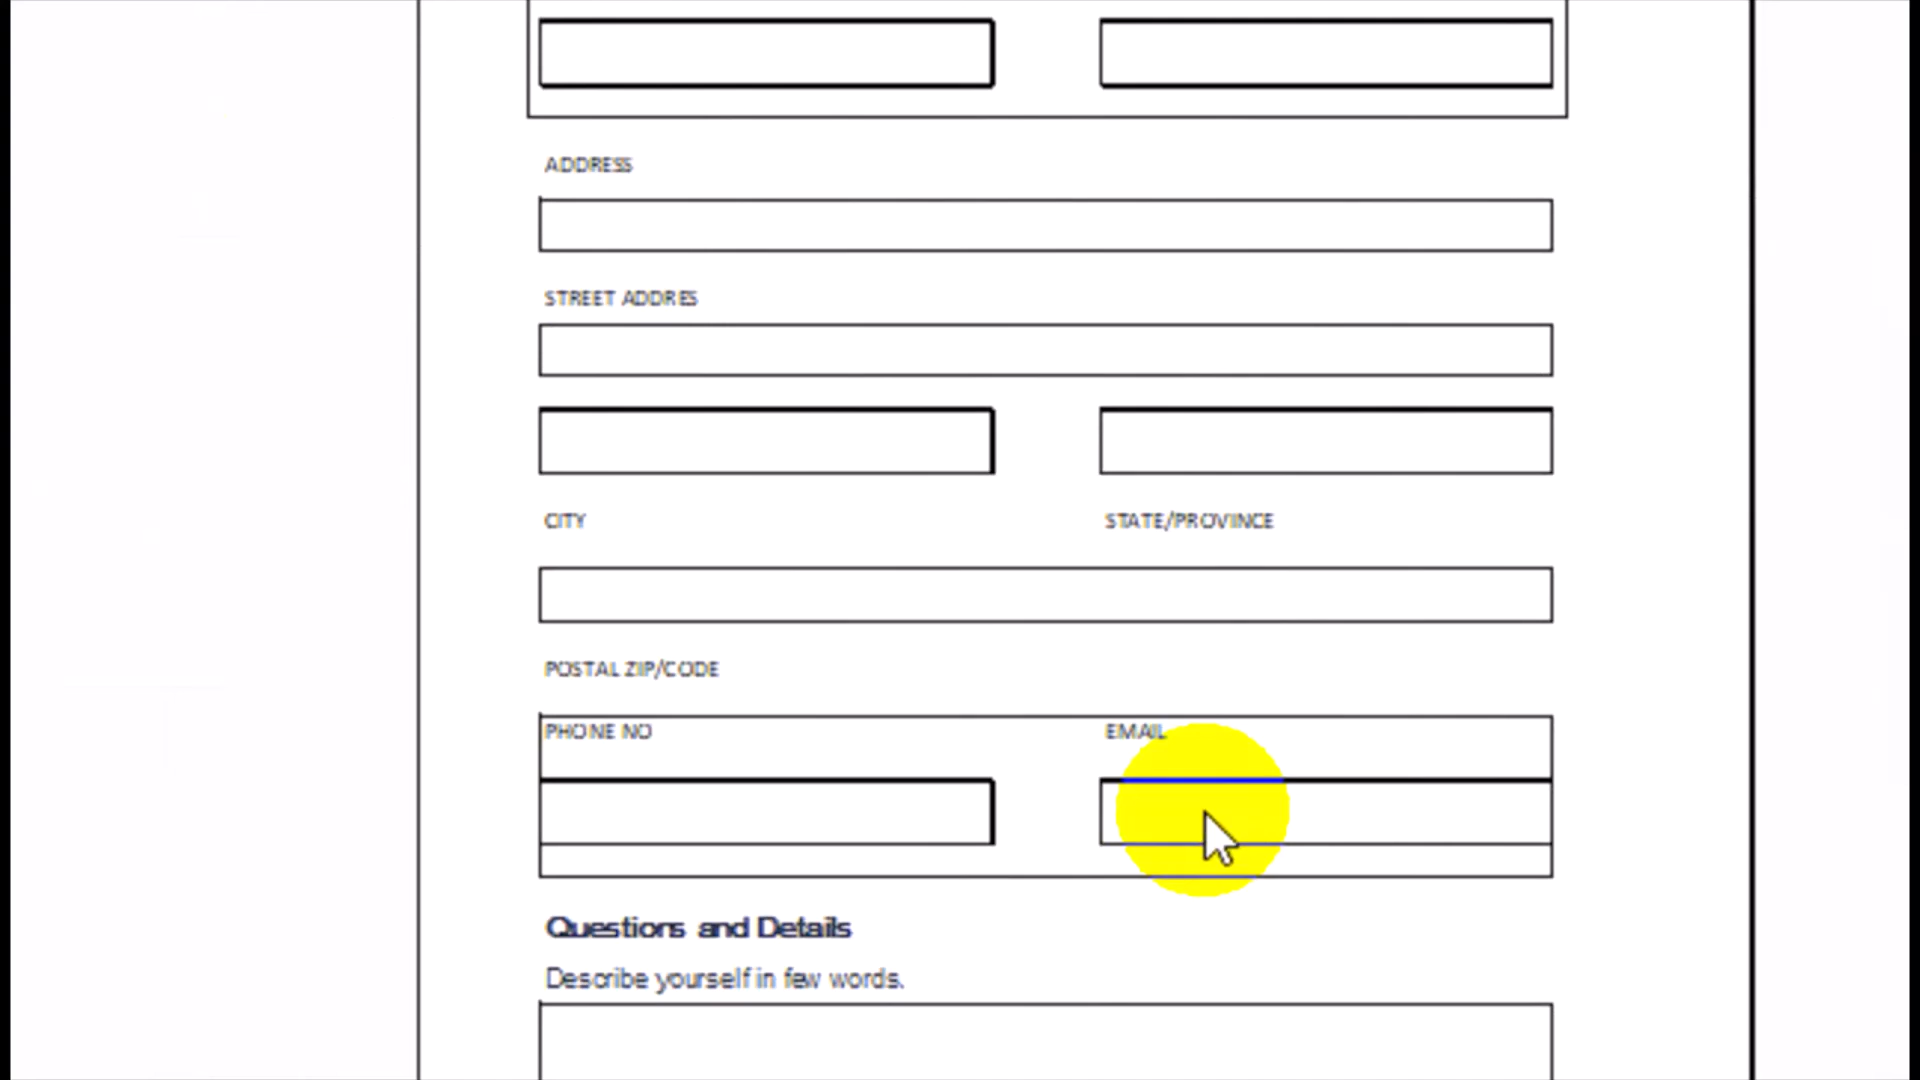 ADDRESS
STREET ADDRES
CITY STATE/PROVINCE
POSTAL ZIP/CODE
PHONE NO EMAIL
Questions and Details
Describe yourself in few words.